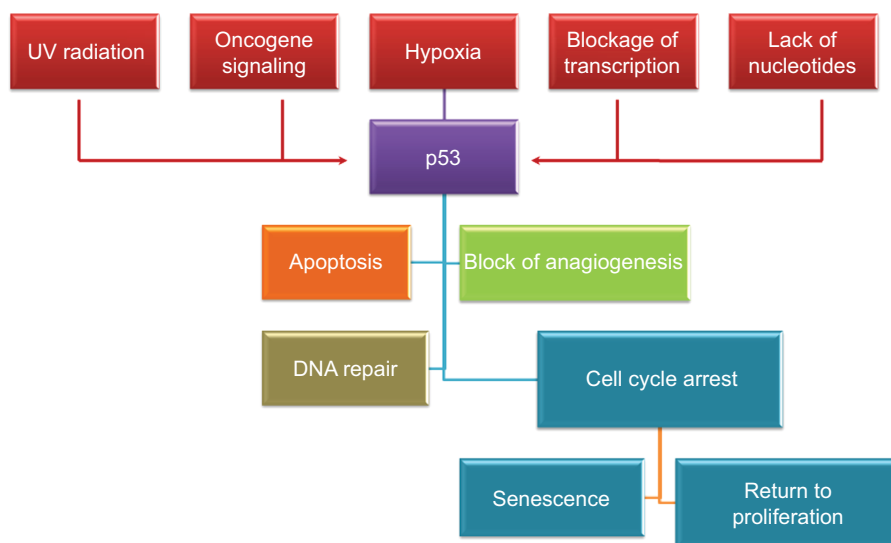 UV radiation
Oncogene
signaling
Hypoxia
Blockage of
transcription
Lack of
nucleotides
p53
Apoptosis
Block of anagiogenesis
DNA repair
Cell cycle arrest
Senescence
Return to
proliferation